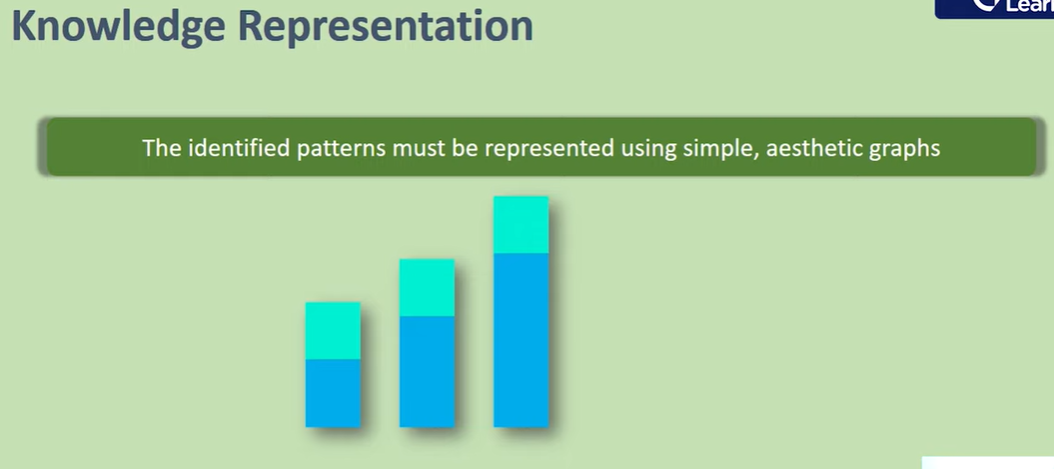 Knowledge Representation
The identified patterns must be represented using simple, aesthetic graphs